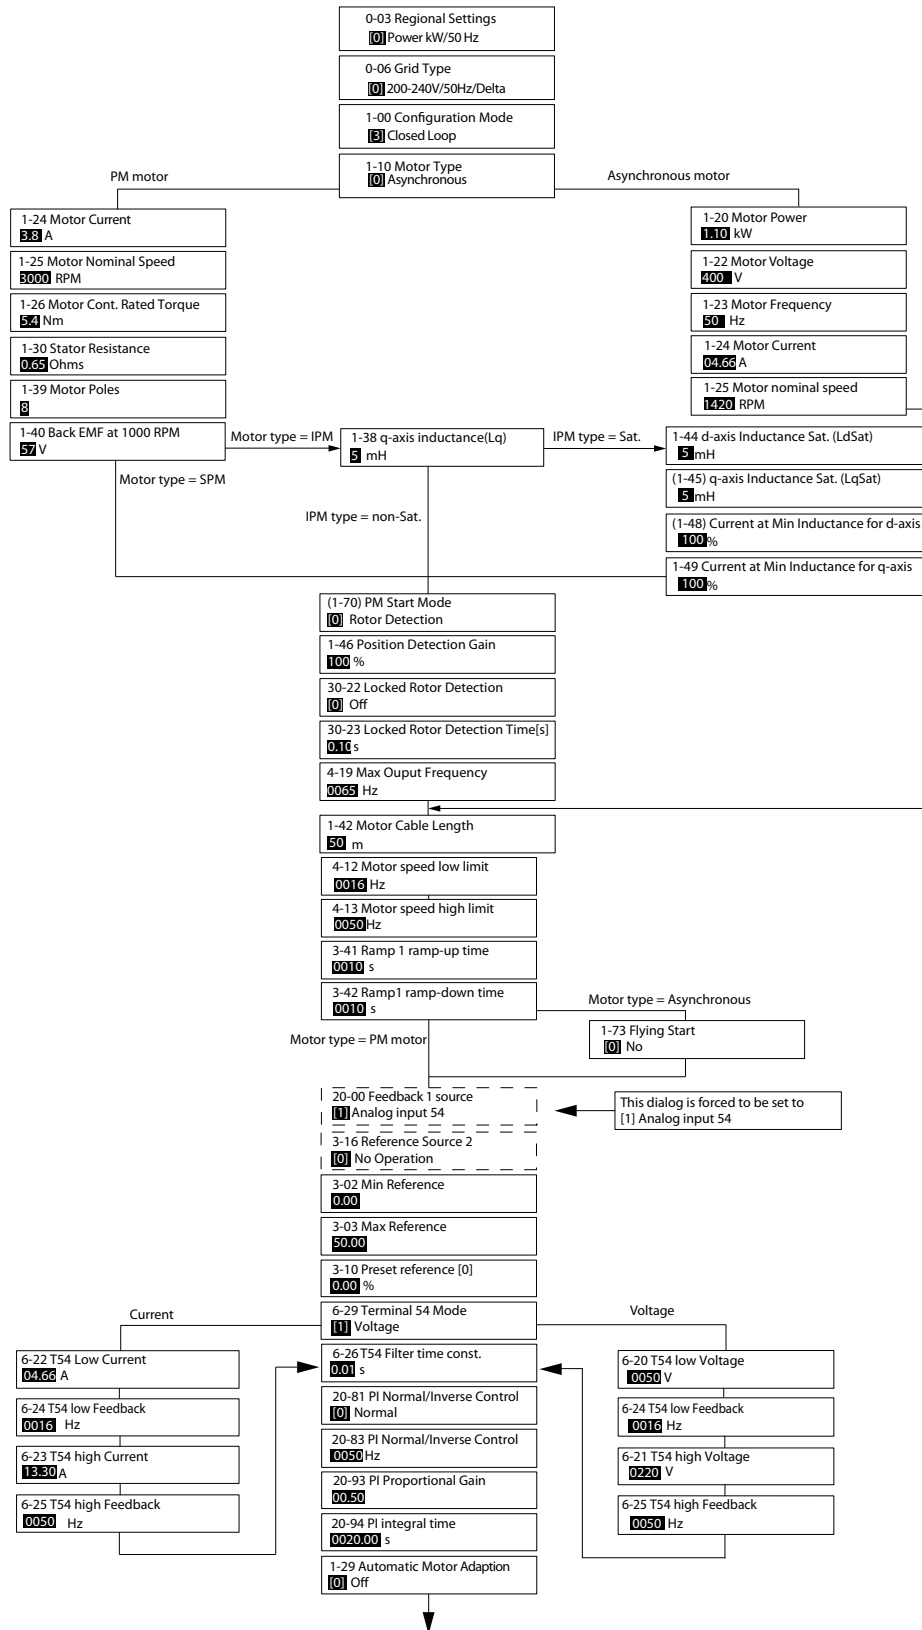 0-03 Regional Settings
[0] Power kW/50 Hz
0-06 Grid Type
[0] 200-240V/50Hz/Delta
1-00 Configuration Mode
[3] Closed Loop
1-10 Motor Type
[0] Asynchronous
PM motor
Asynchronous motor
1-24 Motor Current
3.8 A
1-25 Motor Nominal Speed
3000 RPM
1-26 Motor Cont. Rated Torque
5.4 Nm
1-30 Stator Resistance
0.65 Ohms
1-39 Motor Poles
8
1-40 Back EMF at 1000 RPM
57 V
1-20 Motor Power
1.10 kW
1-22 Motor Voltage
400 V
1-23 Motor Frequency
50 Hz
1-24 Motor Current
04.66 A
1-25 Motor nominal speed
1420 RPM
Motor type = IPM
1-38 q-axis inductance(Lq)
5 mH
IPM type = Sat.
1-44 d-axis Inductance Sat. (LdSat)
5 mH
(1-45) q-axis Inductance Sat. (LqSat)
5 mH
(1-48) Current at Min Inductance for d-axis
100 %
1-49 Current at Min Inductance for q-axis
100 %
Motor type = SPM
IPM type = non-Sat.
(1-70) PM Start Mode
[0] Rotor Detection
1-46 Position Detection Gain
100 %
30-22 Locked Rotor Detection
[0] Off
30-23 Locked Rotor Detection Time[s]
0.10 s
4-19 Max Ouput Frequency
0065 Hz
1-42 Motor Cable Length
50 m
4-12 Motor speed low limit
0016 Hz
4-13 Motor speed high limit
0050 Hz
3-41 Ramp 1 ramp-up time
0010 s
3-42 Ramp1 ramp-down time
0010 s
Motor type = Asynchronous
1-73 Flying Start
[0] No
Motor type = PM motor
20-00 Feedback 1 source
[1] Analog input 54
This dialog is forced to be set to
[1] Analog input 54
3-16 Reference Source 2
[0] No Operation
3-02 Min Reference
0.00
3-03 Max Reference
50.00
3-10 Preset reference [0]
0.00 %
6-29 Terminal 54 Mode
[1] Voltage
Current
Voltage
6-22 T54 Low Current
04.66 A
6-24 T54 low Feedback
0016 Hz
6-23 T54 high Current
13.30 A
6-25 T54 high Feedback
0050 Hz
6-26 T54 Filter time const.
0.01 s
20-81 PI Normal/Inverse Control
[0] Normal
20-83 PI Normal/Inverse Control
0050 Hz
20-93 PI Proportional Gain
00.50
20-94 PI integral time
0020.00 s
1-29 Automatic Motor Adaption
[0] Off
6-20 T54 low Voltage
0050 V
6-24 T54 low Feedback
0016 Hz
6-21 T54 high Voltage
0220 V
6-25 T54 high Feedback
0050 Hz